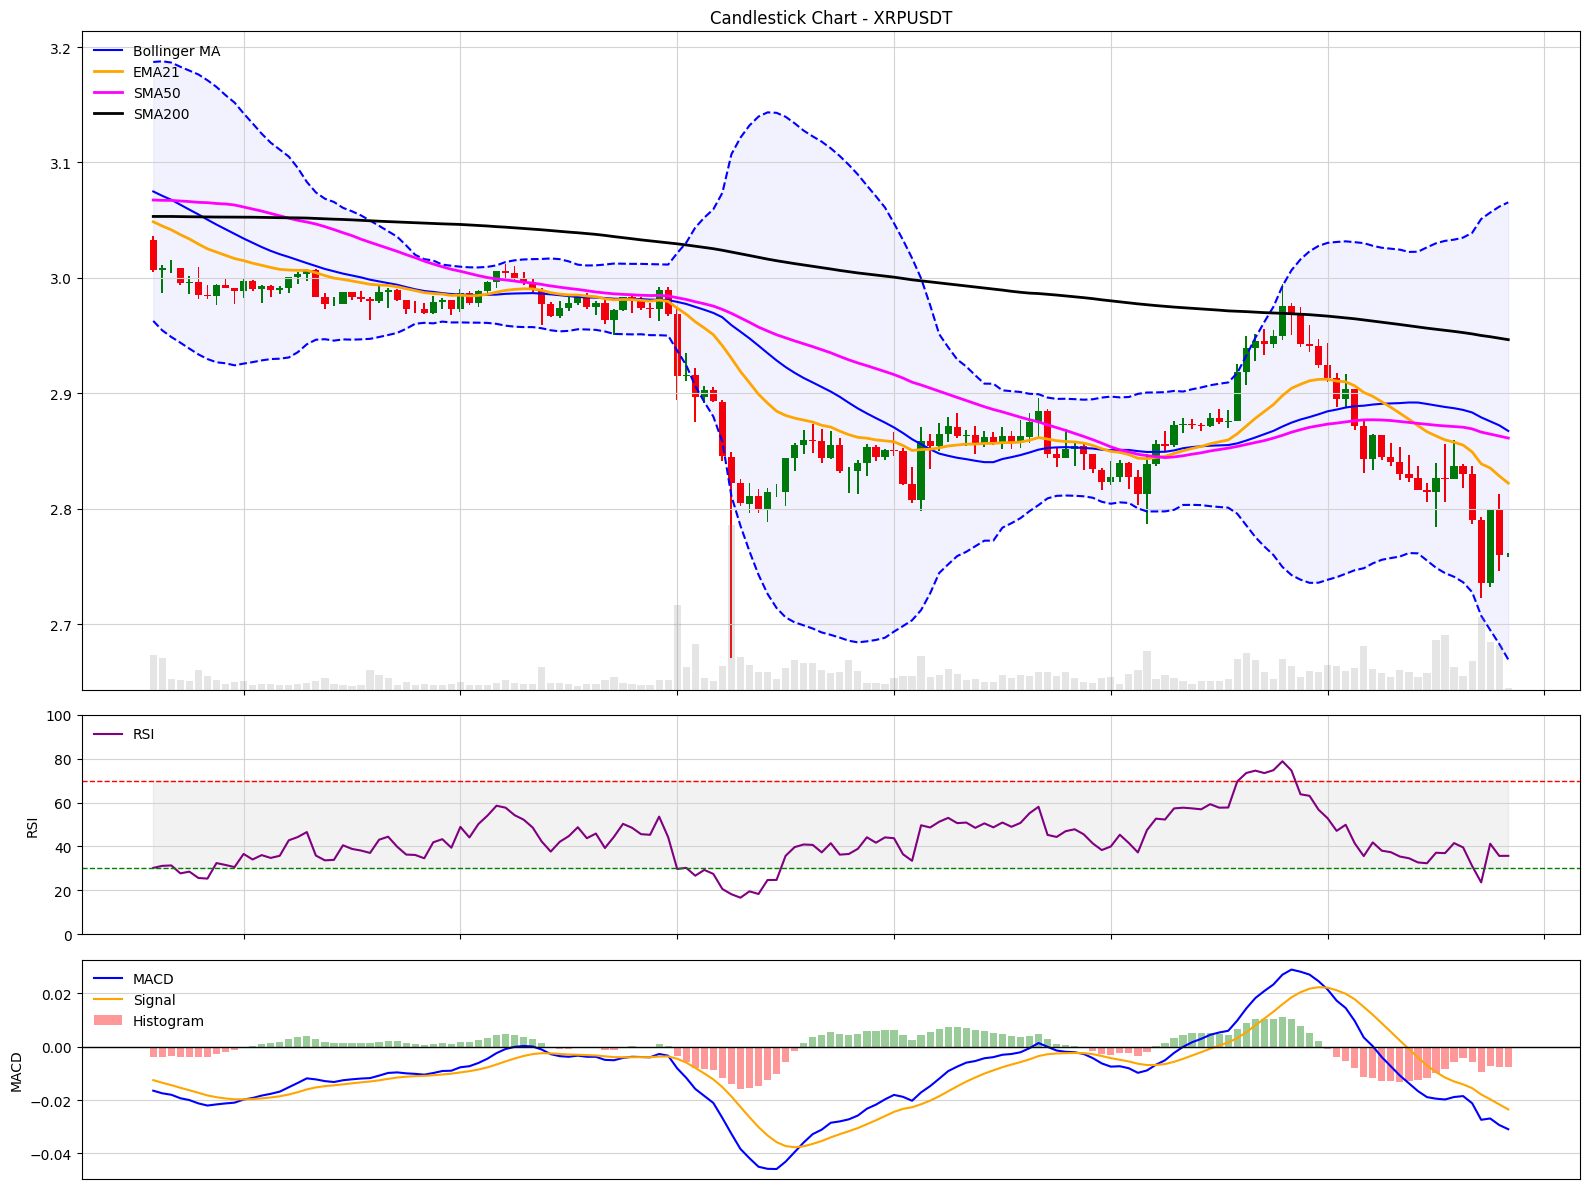 Candlestick Chart - XRPUSDT
Bollinger MA
EMA21
SMA50
SMA200
3.2
3.1
3.0
2.9
2.8
2.7
RSI
100
80
60
40
20
0
RSI
MACD
Signal
Histogram
0.02
0.00
−0.02
−0.04
MACD